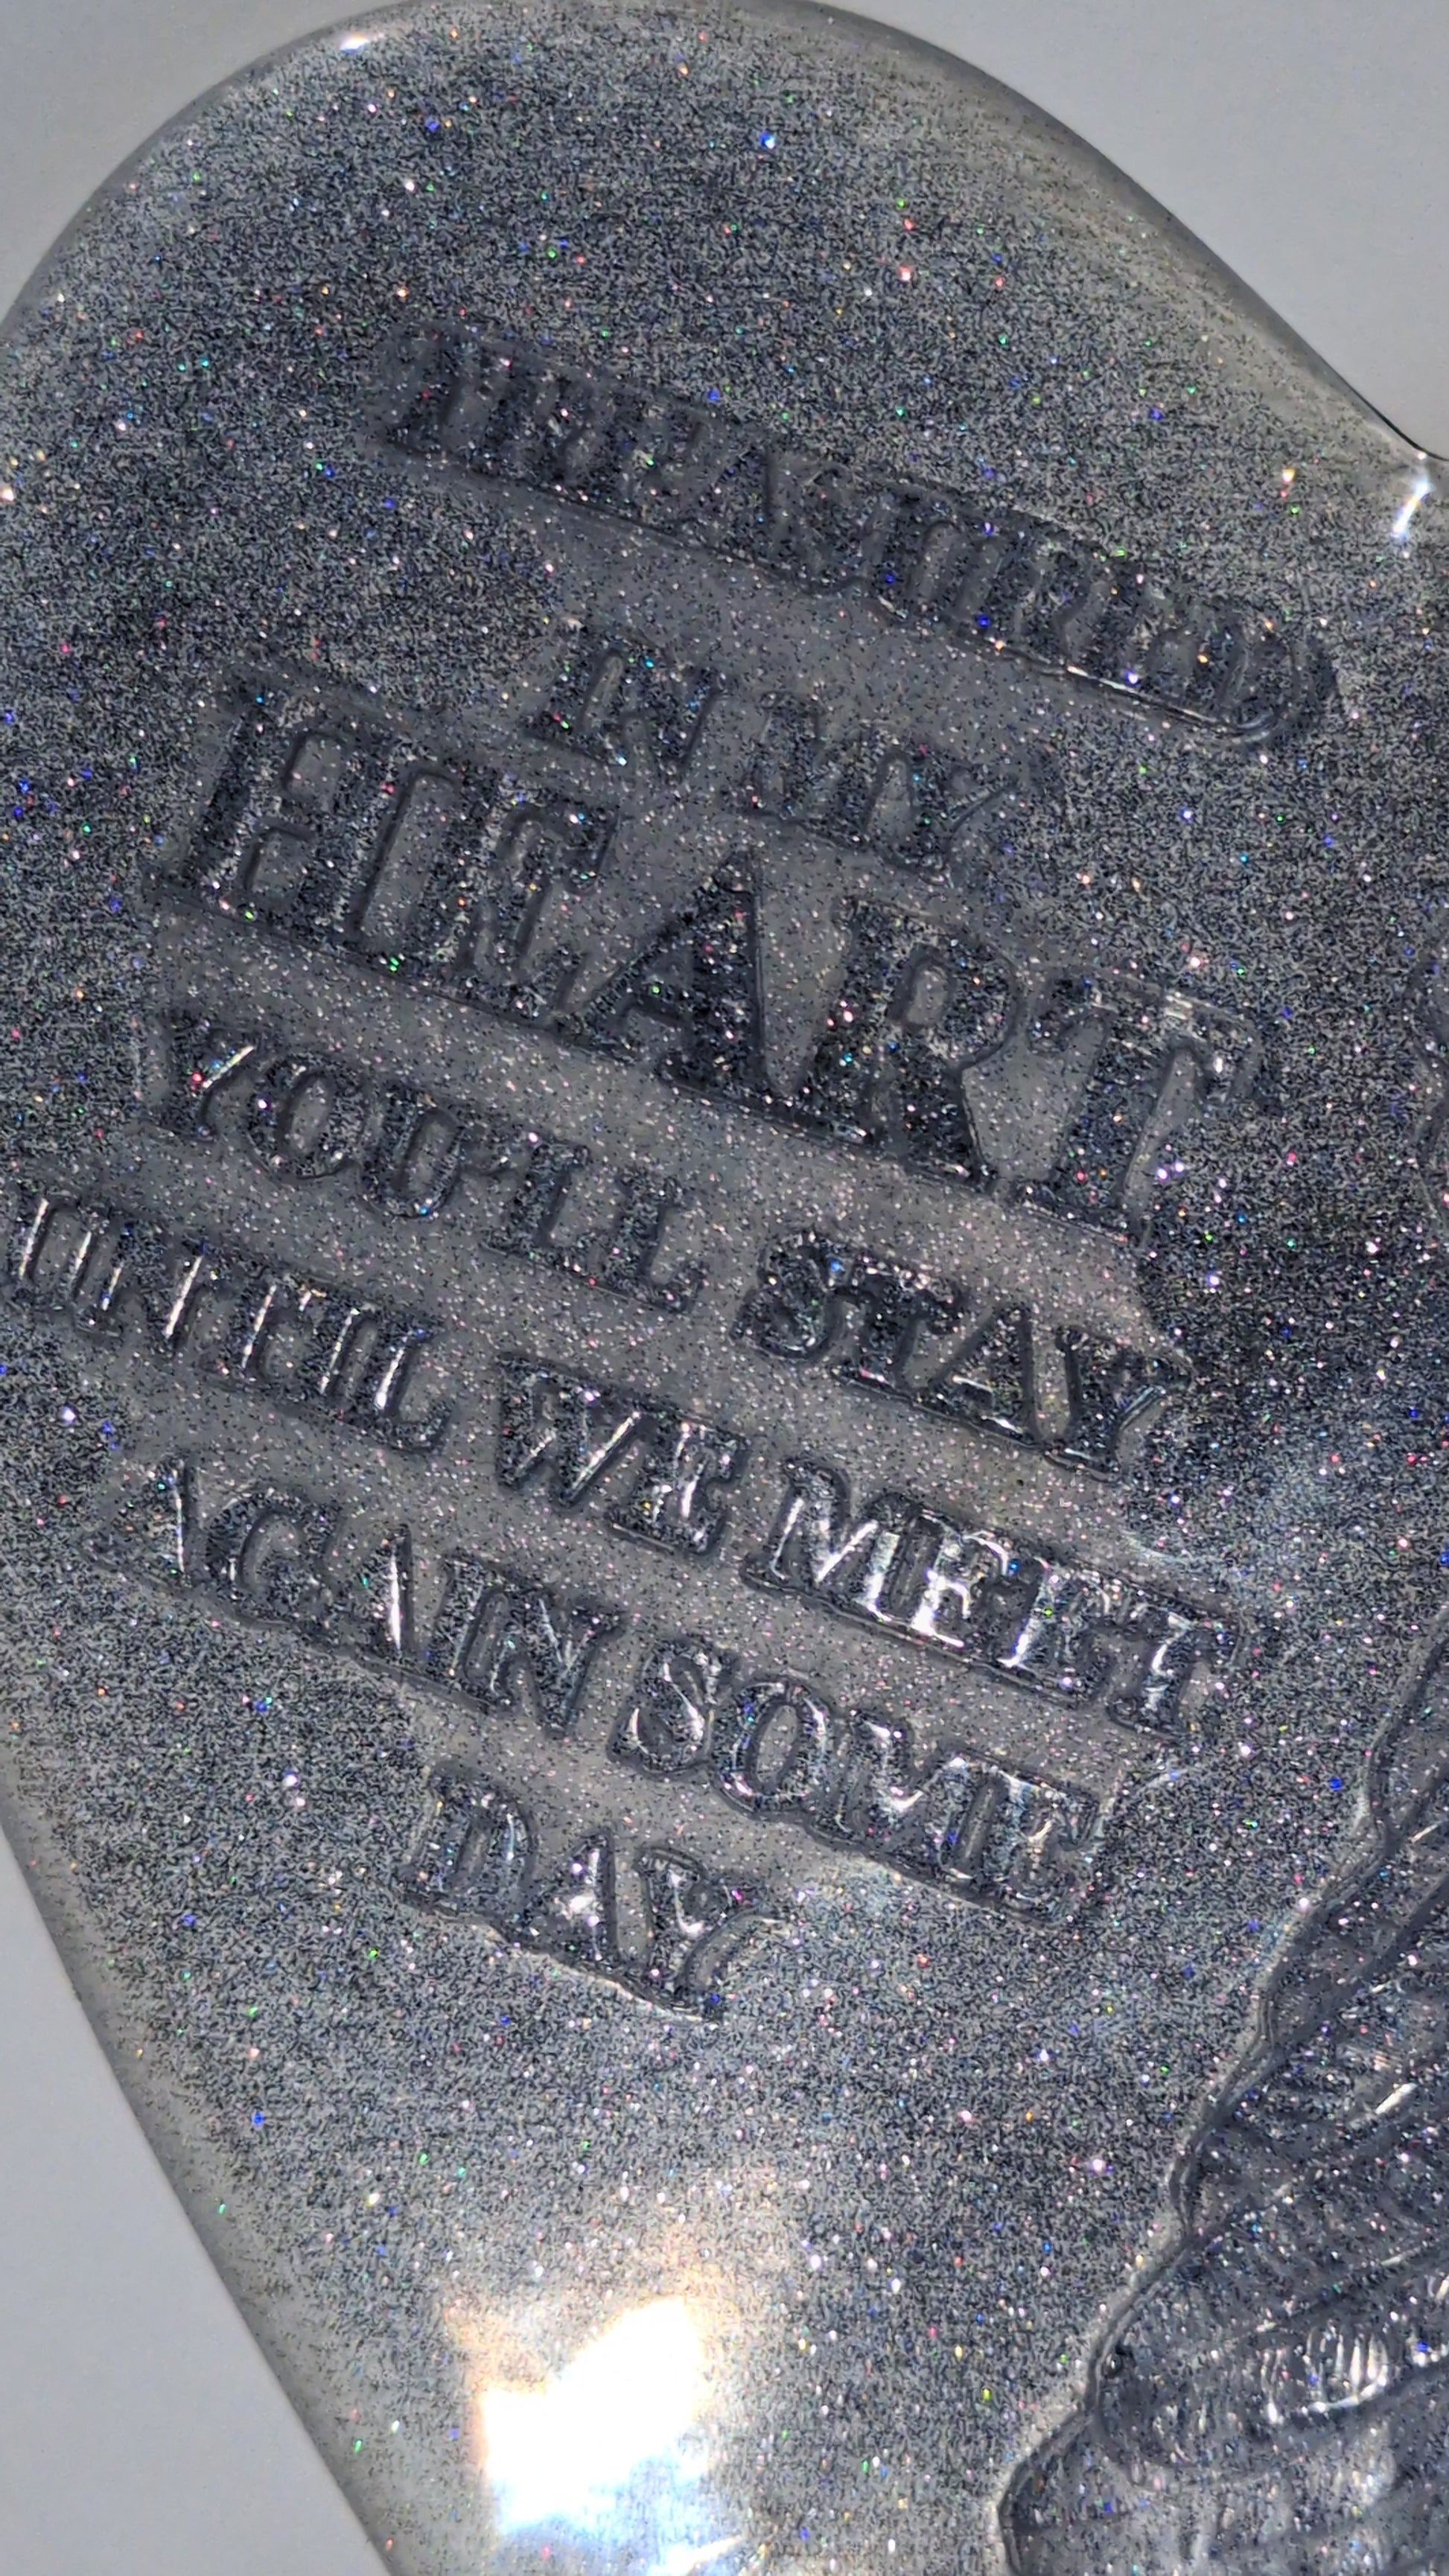 TREASURED
IN MY
HEART
YOU'LL STAY
UNTIL WE MEET
AGAIN SOME
DAY